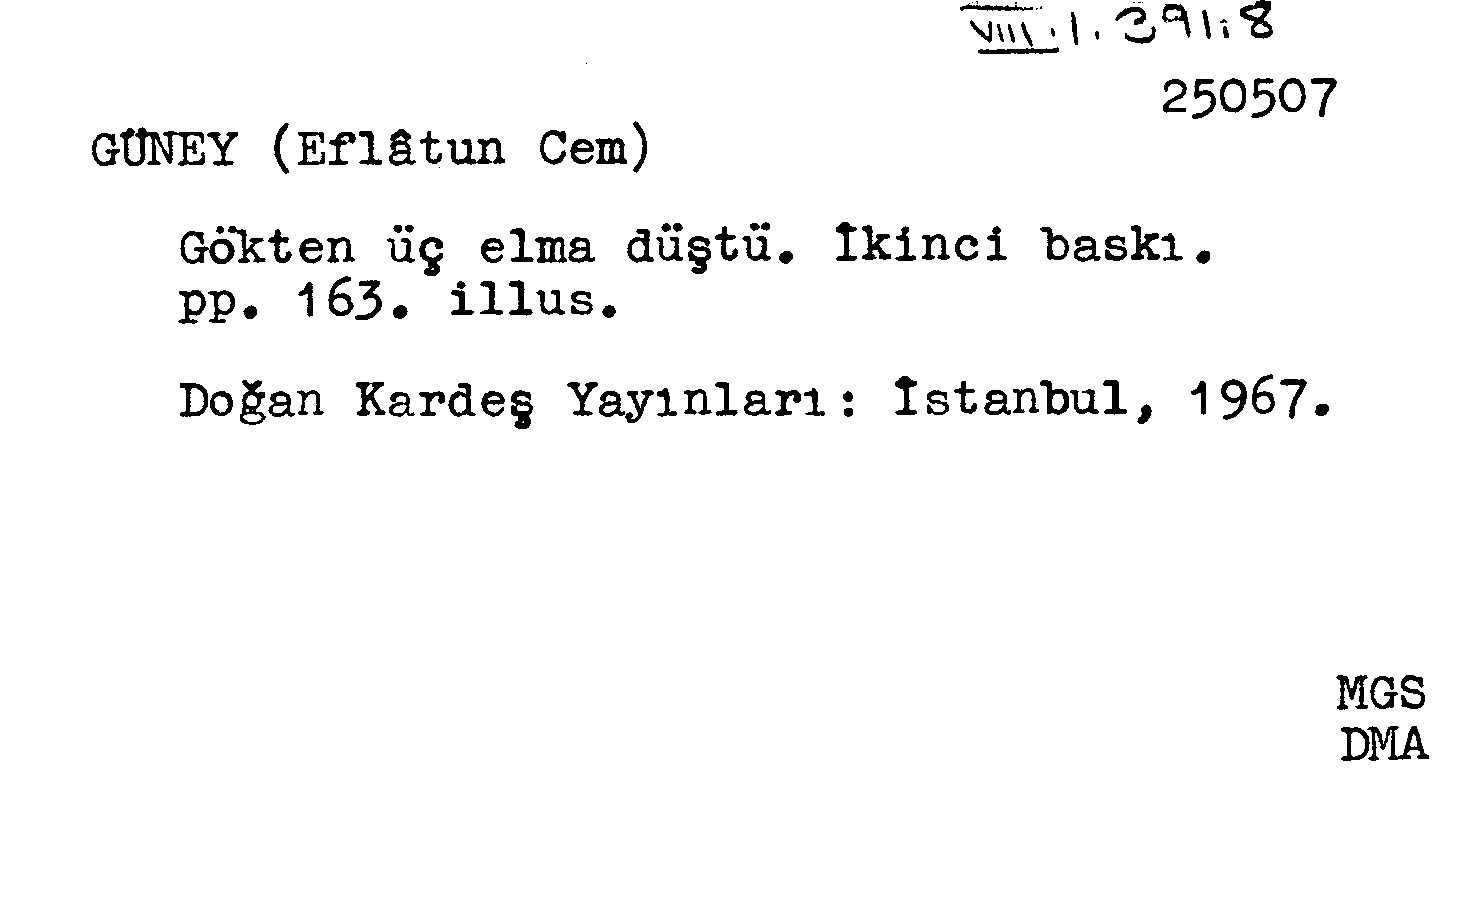 VIII.1.391.8
250507
GÜNEY (Eflâtun Cem)
Gökten üç elma düştü. İkinci baskı.
pp. 163. illus.
Doğan Kardeş Yayınları: İstanbul, 1967.
MGS
DMA